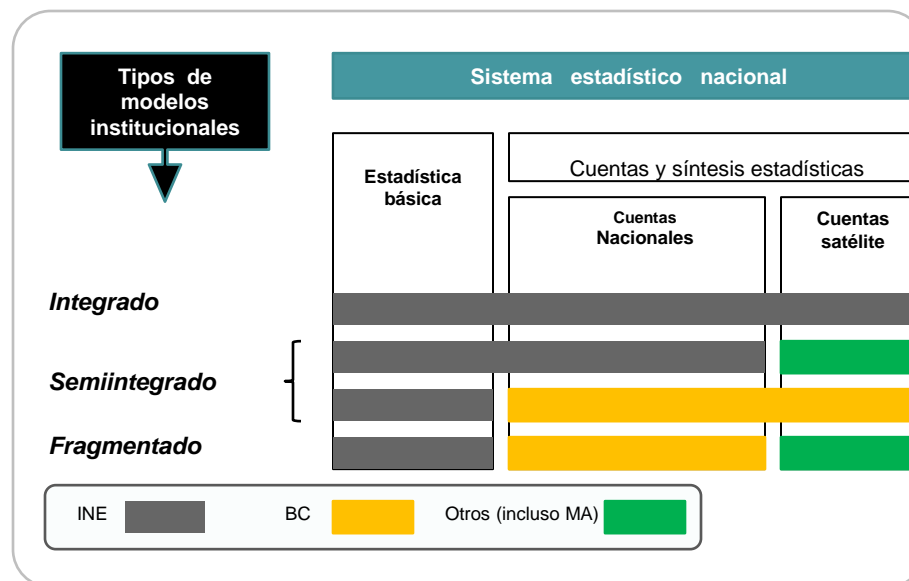 Tipos de
modelos
institucionales
Sistema estadístico nacional
Estadística
básica
Cuentas y síntesis estadísticas
Cuentas
Nacionales
Cuentas
satélite
Integrado
Semiintegrado
Fragmentado
INE
BC
Otros (incluso MA)